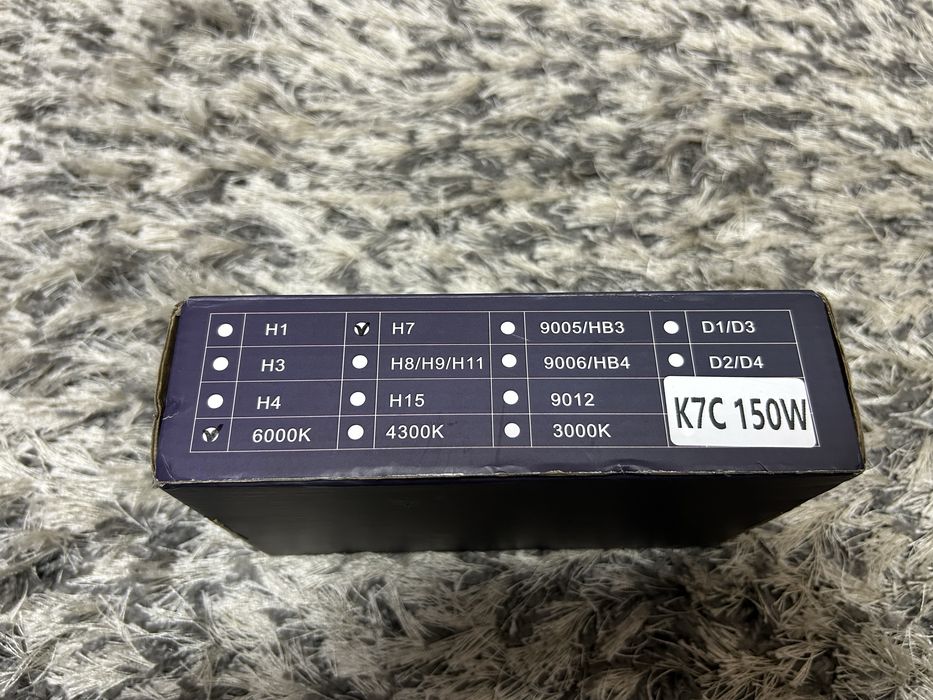 H1 H7 9005/HB3 D1/D3
H3 H8/H9/H11 9006/HB4 D2/D4
H4 H15 9012
6000K 4300K 3000K
K7C 150W